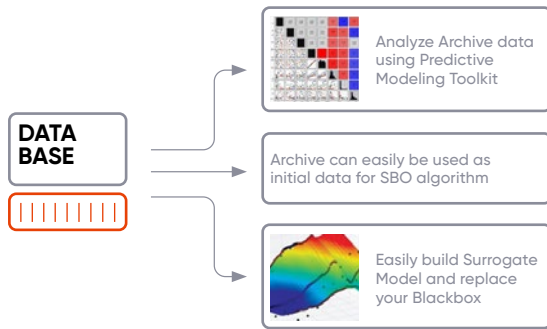 DATA
BASE
Analyze Archive data
using Predictive
Modeling Toolkit
Archive can easily be used as
initial data for SBO algorithm
Easily build Surrogate
Model and replace
your Blackbox